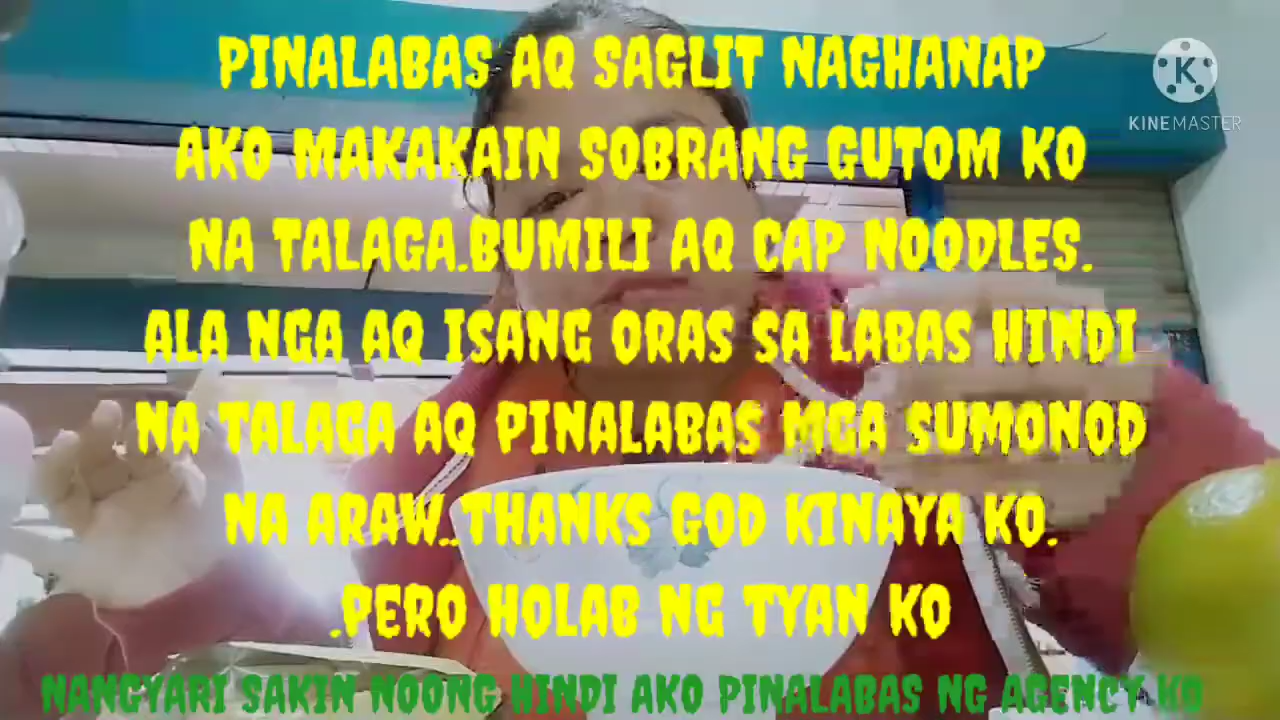 PINALABAS AQ SAGLIT NAGHANAP
AKO MAKAKAIN SOBRANG GUTOM KO
NA TALAGA.BUMILI AQ CAP NOODLES.
ALA NGA AQ ISANG ORAS SA LABAS HINDI
NA TALAGA AQ PINALABAS MGA SUMONOD
NA ARAW..THANKS GOD KINAYA KO.
.PERO HOLAB NG TYAN KO
NANGYARI SAKIN NOONG HINDI AKO PINALABAS NG AGENCY KO
K
KINEMASTER